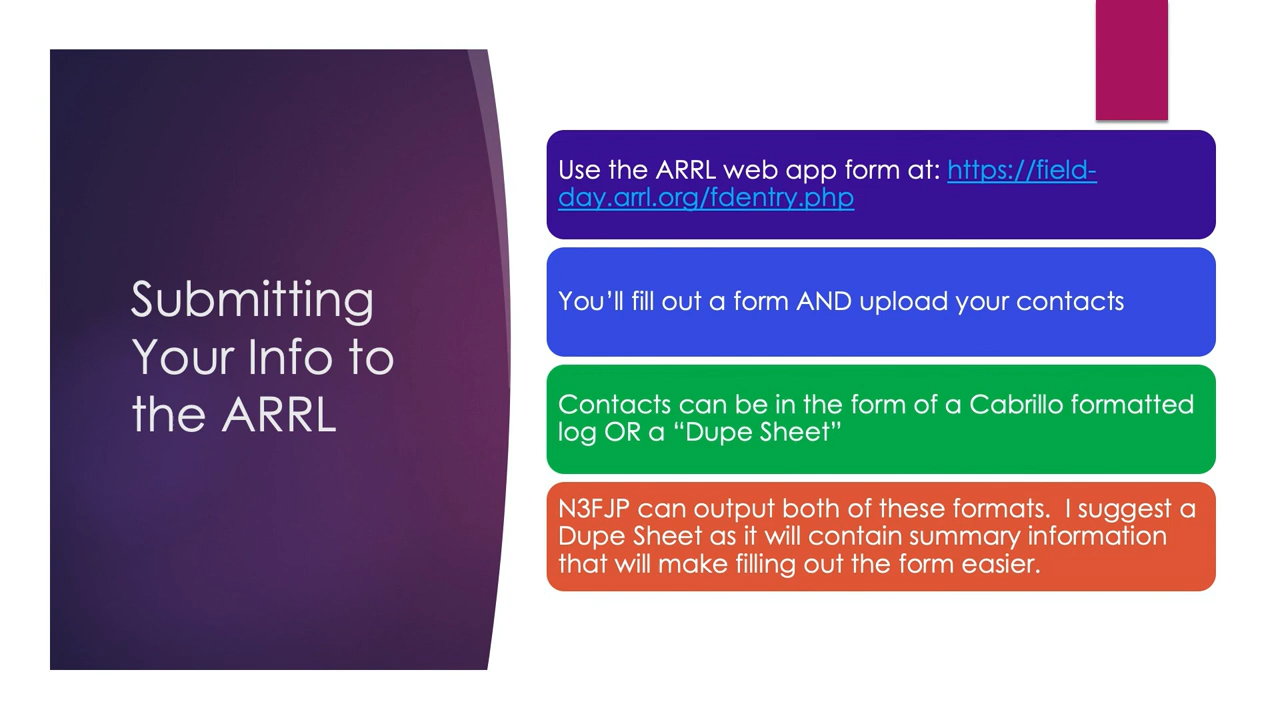 Submitting
Your Info to
the ARRL
Use the ARRL web app form at: https://field-
day.arrl.org/fdentry.php
You’ll fill out a form AND upload your contacts
Contacts can be in the form of a Cabrillo formatted
log OR a “Dupe Sheet”
N3FJP can output both of these formats.  I suggest a
Dupe Sheet as it will contain summary information
that will make filling out the form easier.